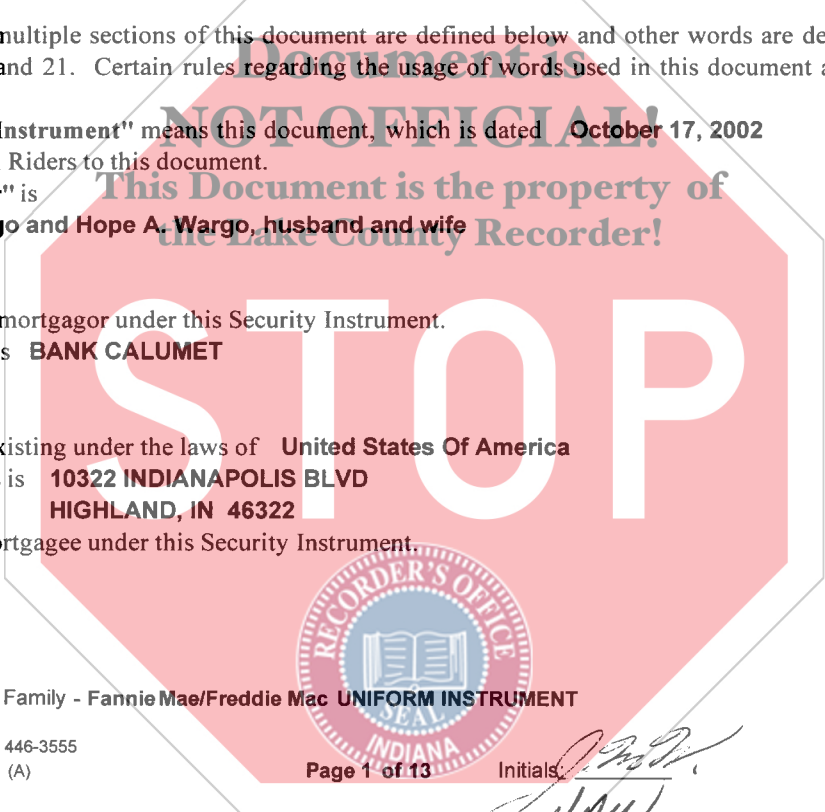 multiple sections of this document are defined below and other words are de
and 21. Certain rules regarding the usage of words used in this document a
Document is
NOT OFFICIAL!
This Document is the property of
the Lake County Recorder!
Instrument" means this document, which is dated October 17, 2002
Riders to this document.
" is
go and Hope A. Wargo, husband and wife
mortgagor under this Security Instrument.
s BANK CALUMET
xisting under the laws of United States Of America
is 10322 INDIANAPOLIS BLVD
HIGHLAND, IN 46322
ortgagee under this Security Instrument.
STOP
RECORDER'S OFFICE
SEAL
INDIANA
Family - Fannie Mae/Freddie Mac UNIFORM INSTRUMENT
446-3555
(A)
Page 1 of 13 Initials: